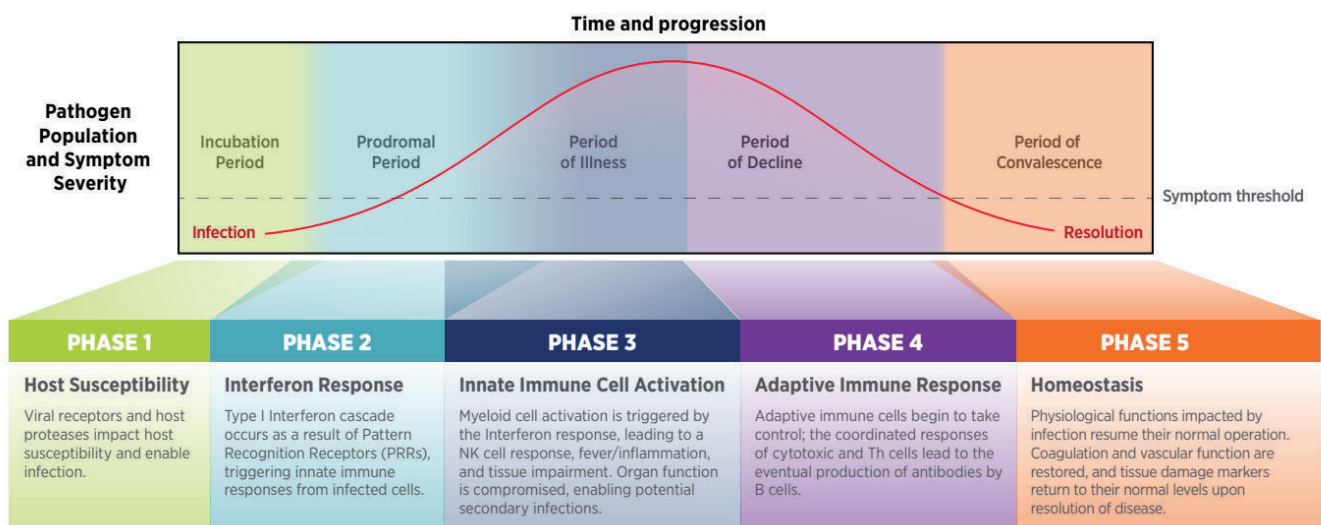 Time and progression
Pathogen
Population
and Symptom
Severity
Incubation
Period
Prodromal
Period
Period
of Illness
Period
of Decline
Period of
Convalescence
Symptom threshold
Infection
Resolution
PHASE 1
Host Susceptibility
Viral receptors and host
proteases impact host
susceptibility and enable
infection.
PHASE 2
Interferon Response
Type I Interferon cascade
occurs as a result of Pattern
Recognition Receptors (PRRs),
triggering innate immune
responses from infected cells.
PHASE 3
Innate Immune Cell Activation
Myeloid cell activation is triggered by
the Interferon response, leading to a
NK cell response, fever/inflammation,
and tissue impairment. Organ function
is compromised, enabling potential
secondary infections.
PHASE 4
Adaptive Immune Response
Adaptive immune cells begin to take
control; the coordinated responses
of cytotoxic and Th cells lead to the
eventual production of antibodies by
B cells.
PHASE 5
Homeostasis
Physiological functions impacted by
infection resume their normal operation.
Coagulation and vascular function are
restored, and tissue damage markers
return to their normal levels upon
resolution of disease.